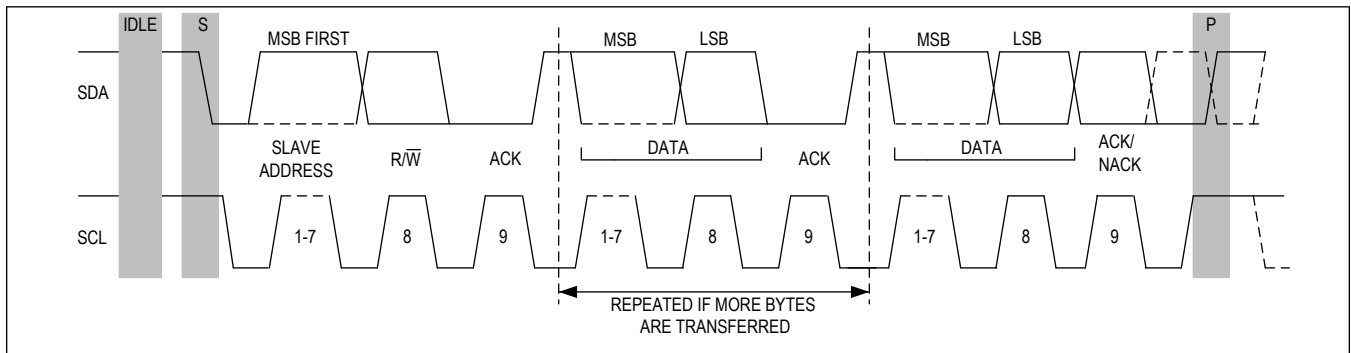 IDLE
S
P
MSB FIRST
MSB
LSB
MSB
LSB
SDA
SLAVE
ADDRESS
R/W̅
ACK
DATA
ACK
DATA
ACK/
NACK
SCL
1-7
8
9
1-7
8
9
1-7
8
9
REPEATED IF MORE BYTES
ARE TRANSFERRED